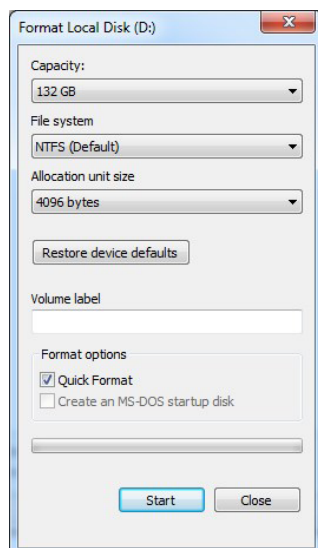 Format Local Disk (D:)
Capacity:
132 GB
File system
NTFS (Default)
Allocation unit size
4096 bytes
Restore device defaults
Volume label
Format options
Quick Format
Create an MS-DOS startup disk
Start Close